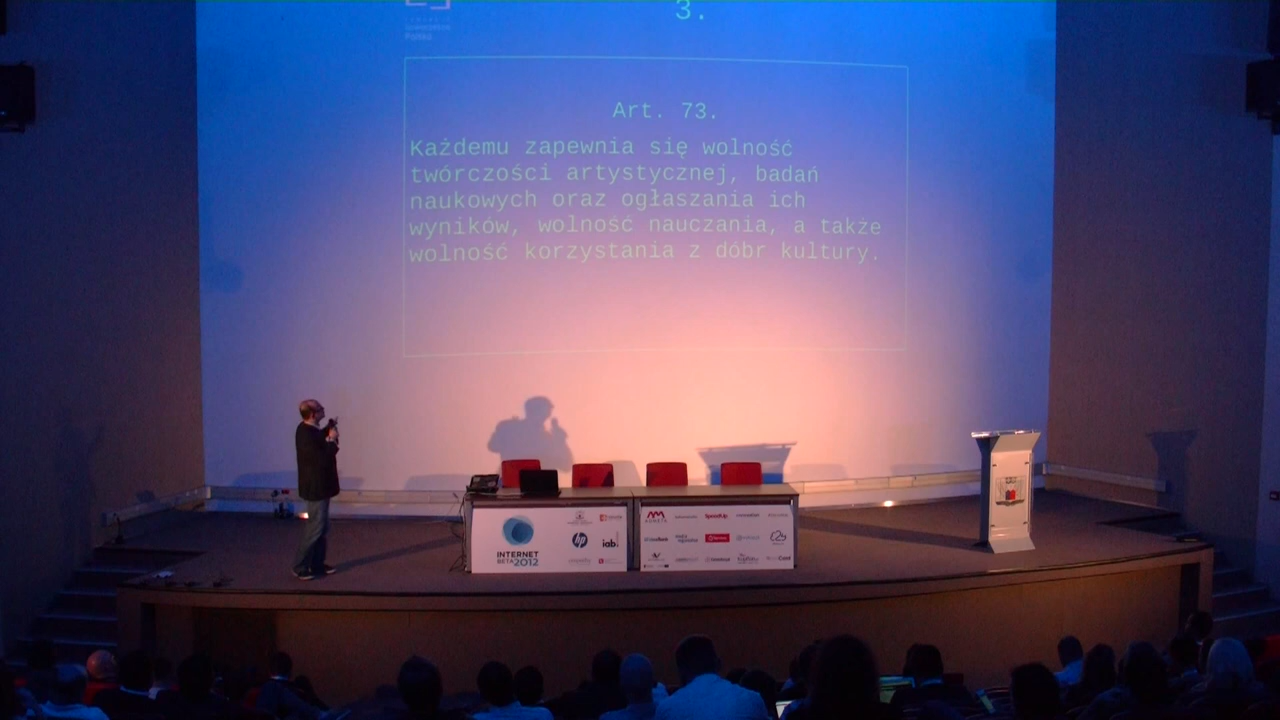 3.
Polska
Art. 73.
Każdemu zapewnia się wolność
twórczości artystycznej, badań
naukowych oraz ogłaszania ich
wyników, wolność nauczania, a także
wolność korzystania z dóbr kultury.
INTERNET
BETA 2012
hp
iab